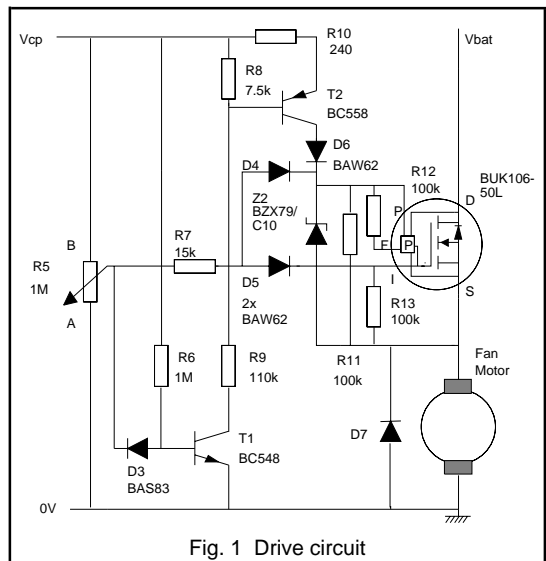 Vcp
R10
240
Vbat
R8
7.5k
T2
BC558
D6
BAW62
D4
R12
100k
BUK106-
50L
Z2
BZX79/
C10
P
D
F
P
B
R7
15k
R5
1M
A
D5
2x
BAW62
I
S
R13
100k
R6
1M
R9
110k
R11
100k
Fan
Motor
T1
BC548
D7
D3
BAS83
0V
Fig. 1 Drive circuit